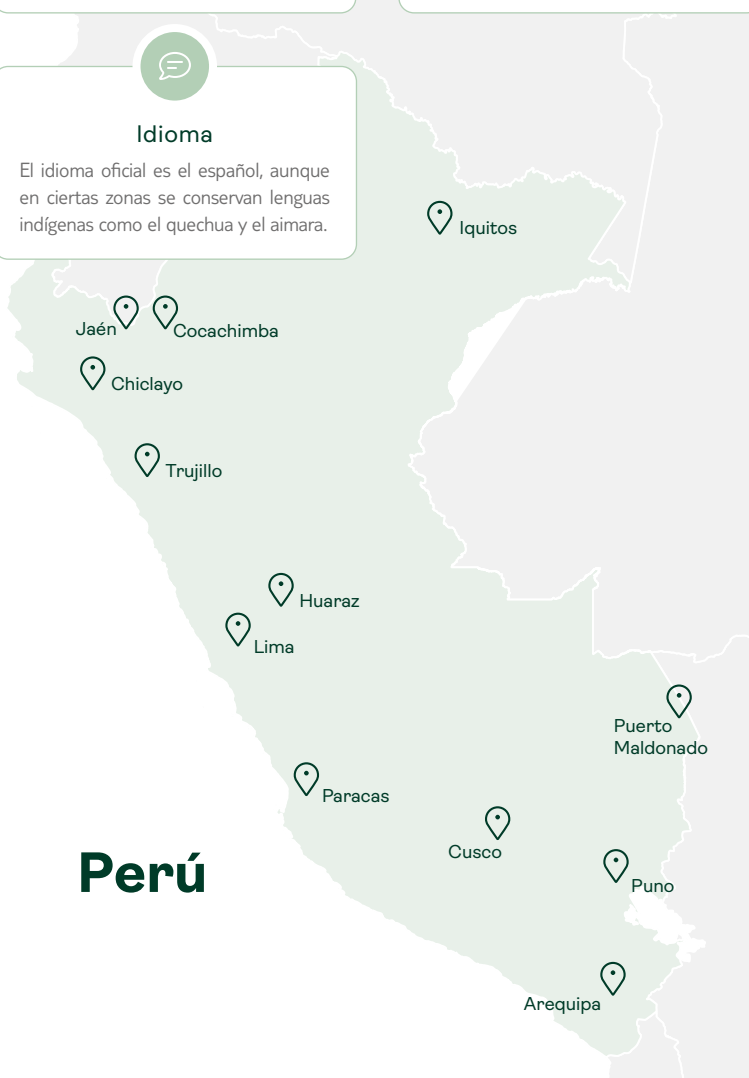 Idioma
El idioma oficial es el español, aunque
en ciertas zonas se conservan lenguas
indígenas como el quechua y el aimara.
Iquitos
Jaén
Cocachimba
Chiclayo
Trujillo
Huaraz
Lima
Puerto
Maldonado
Paracas
Cusco
Perú
Puno
Arequipa